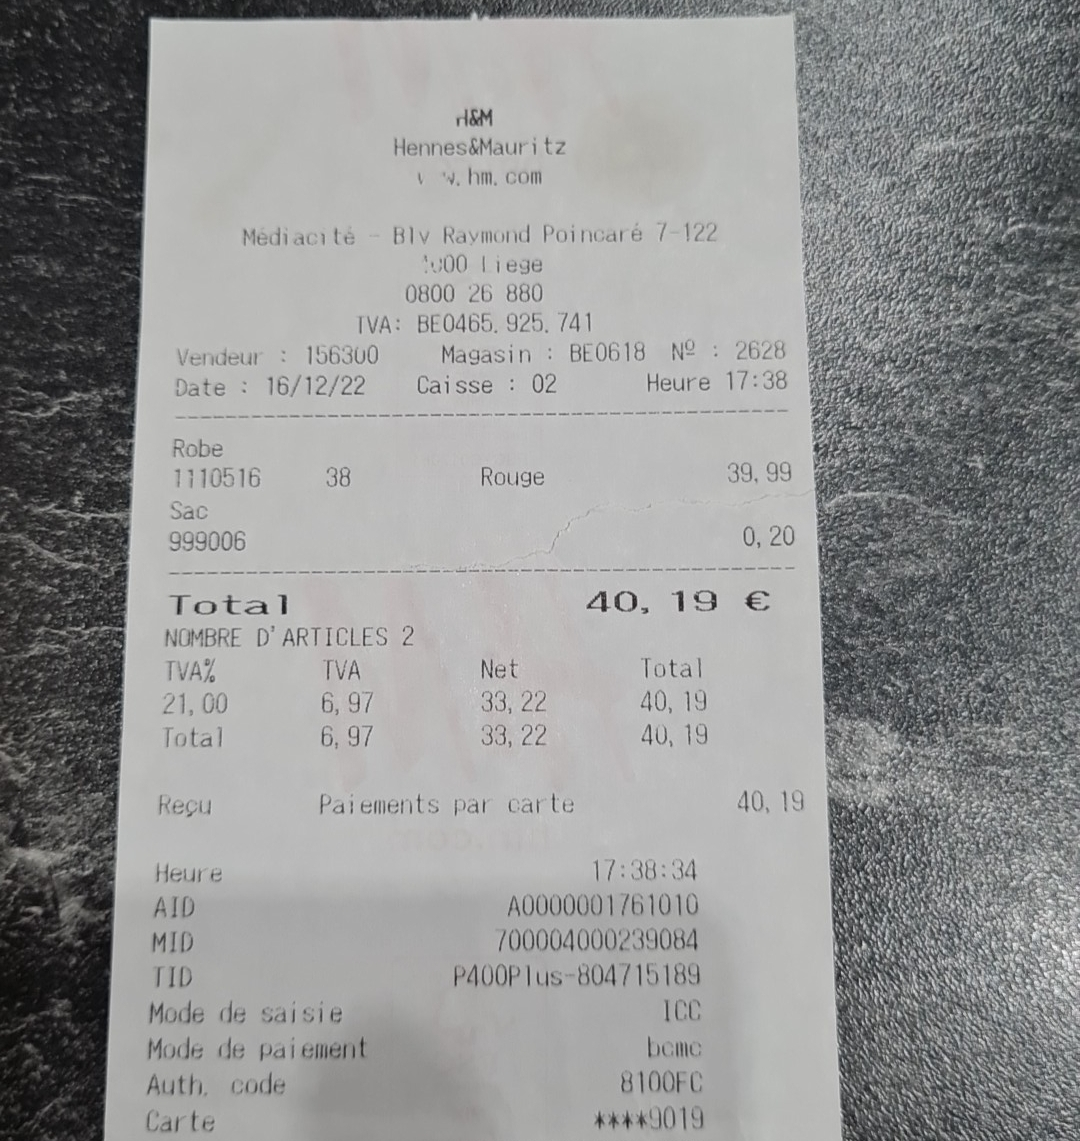 H&M
Hennes&Mauritz
w.hm.com
Médiacité - Blv Raymond Poincaré 7-122
Liege
0800 26 880
TVA: BE0465.925.741
Vendeur : 156300 Magasin : BE0618 Nº : 2628
Date : 16/12/22 Caisse : 02 Heure 17:38
Robe
1110516 38 Rouge 39,99
Sac
999006 0,20
Total 40,19 €
NOMBRE D'ARTICLES 2
TVA% TVA Net Total
21,00 6,97 33,22 40,19
Total 6,97 33,22 40,19
Reçu Paiements par carte 40,19
Heure 17:38:34
AID A0000001761010
MID 700004000239084
TID P400Plus-804715189
Mode de saisie ICC
Mode de paiement bcmc
Auth. code 8100FC
Carte ****9019